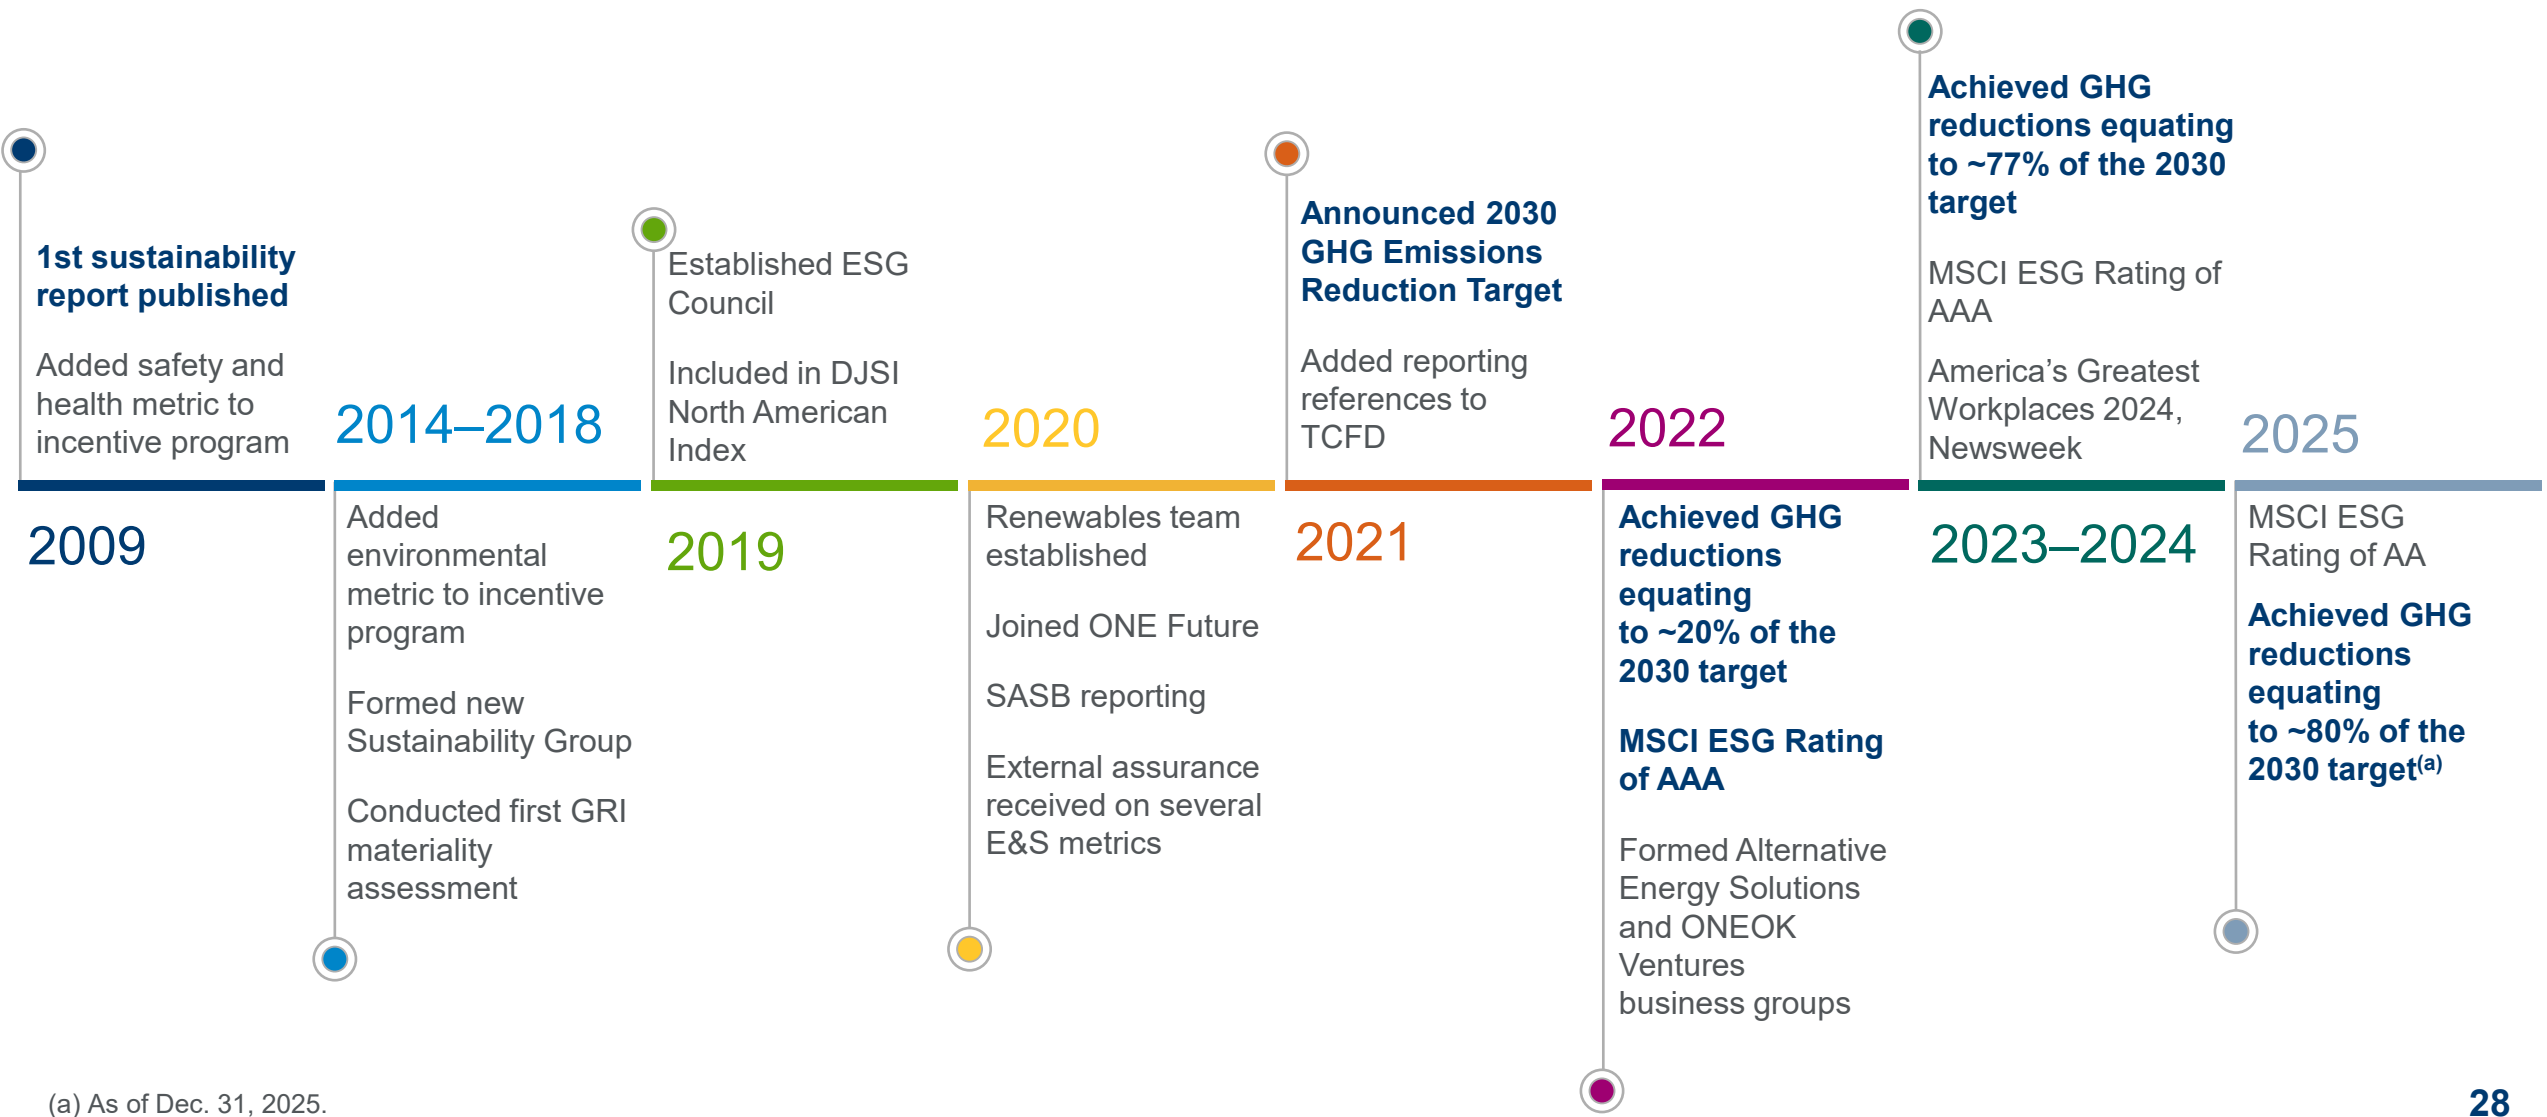 1st sustainability
report published
Added safety and
health metric to
incentive program
2009
2014–2018
Added
environmental
metric to incentive
program
Formed new
Sustainability Group
Conducted first GRI
materiality
assessment
Established ESG
Council
Included in DJSI
North American
Index
2019
2020
Renewables team
established
Joined ONE Future
SASB reporting
External assurance
received on several
E&S metrics
Announced 2030
GHG Emissions
Reduction Target
Added reporting
references to
TCFD
2021
2022
Achieved GHG
reductions
equating
to ~20% of the
2030 target
MSCI ESG Rating
of AAA
Formed Alternative
Energy Solutions
and ONEOK
Ventures
business groups
Achieved GHG
reductions equating
to ~77% of the 2030
target
MSCI ESG Rating of
AAA
America’s Greatest
Workplaces 2024,
Newsweek
2023–2024
2025
MSCI ESG
Rating of AA
Achieved GHG
reductions
equating
to ~80% of the
2030 target(a)
(a) As of Dec. 31, 2025.
28